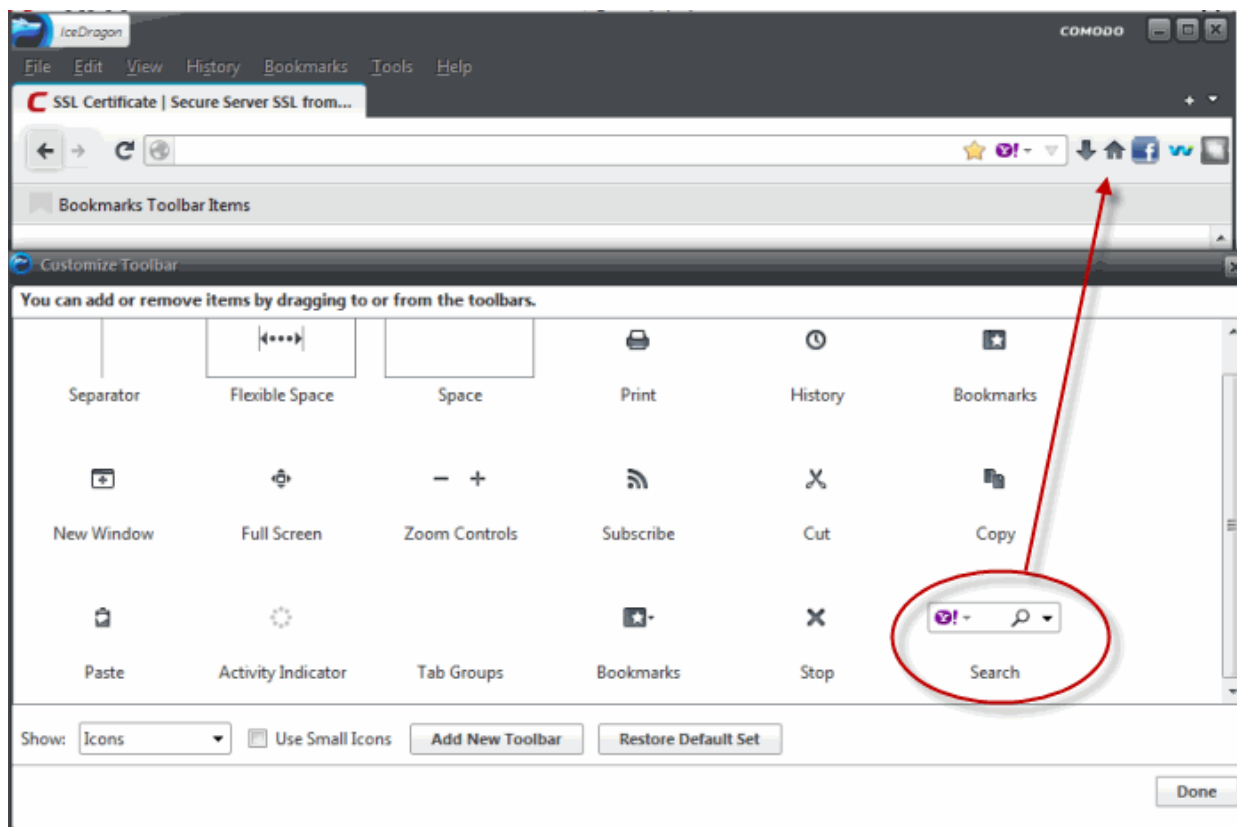 IceDragon
COMODO
File Edit View History Bookmarks Tools Help
SSL Certificate | Secure Server SSL from...
Y!
Bookmarks Toolbar Items
Customize Toolbar
You can add or remove items by dragging to or from the toolbars.
Separator Flexible Space Space Print History Bookmarks
New Window Full Screen Zoom Controls Subscribe Cut Copy
Y!
Paste Activity Indicator Tab Groups Bookmarks Stop Search
Show: Icons Use Small Icons Add New Toolbar Restore Default Set
Done